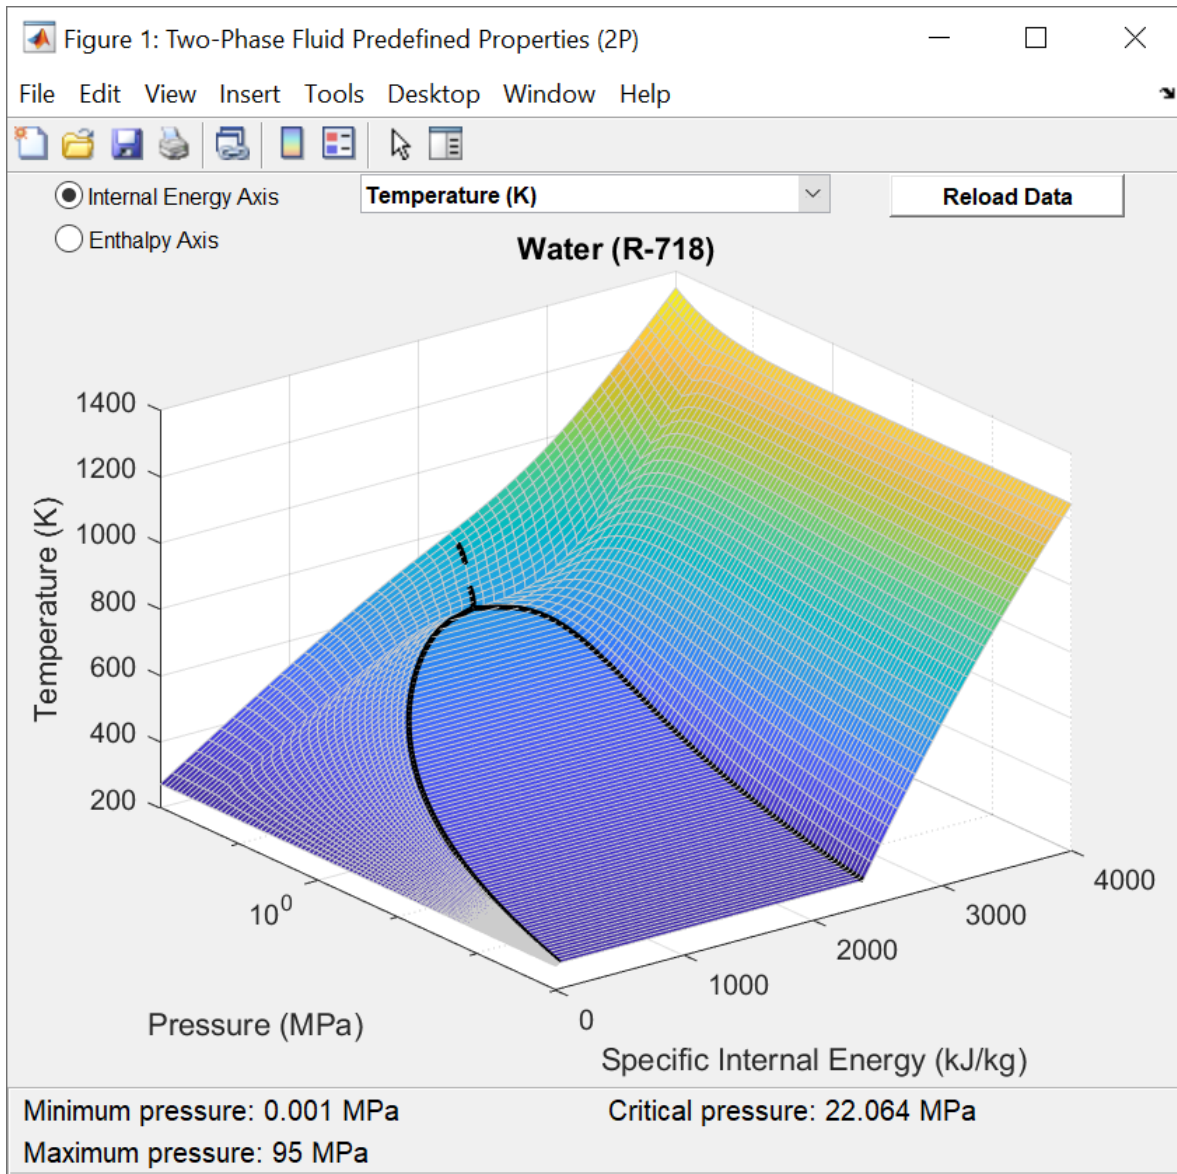 Figure 1: Two-Phase Fluid Predefined Properties (2P)
File Edit View Insert Tools Desktop Window Help
Internal Energy Axis
Temperature (K)
Reload Data
Enthalpy Axis
Water (R-718)
1400
1200
1000
800
600
400
200
Temperature (K)
10⁰
Pressure (MPa)
0
1000
2000
3000
4000
Specific Internal Energy (kJ/kg)
Minimum pressure: 0.001 MPa
Critical pressure: 22.064 MPa
Maximum pressure: 95 MPa